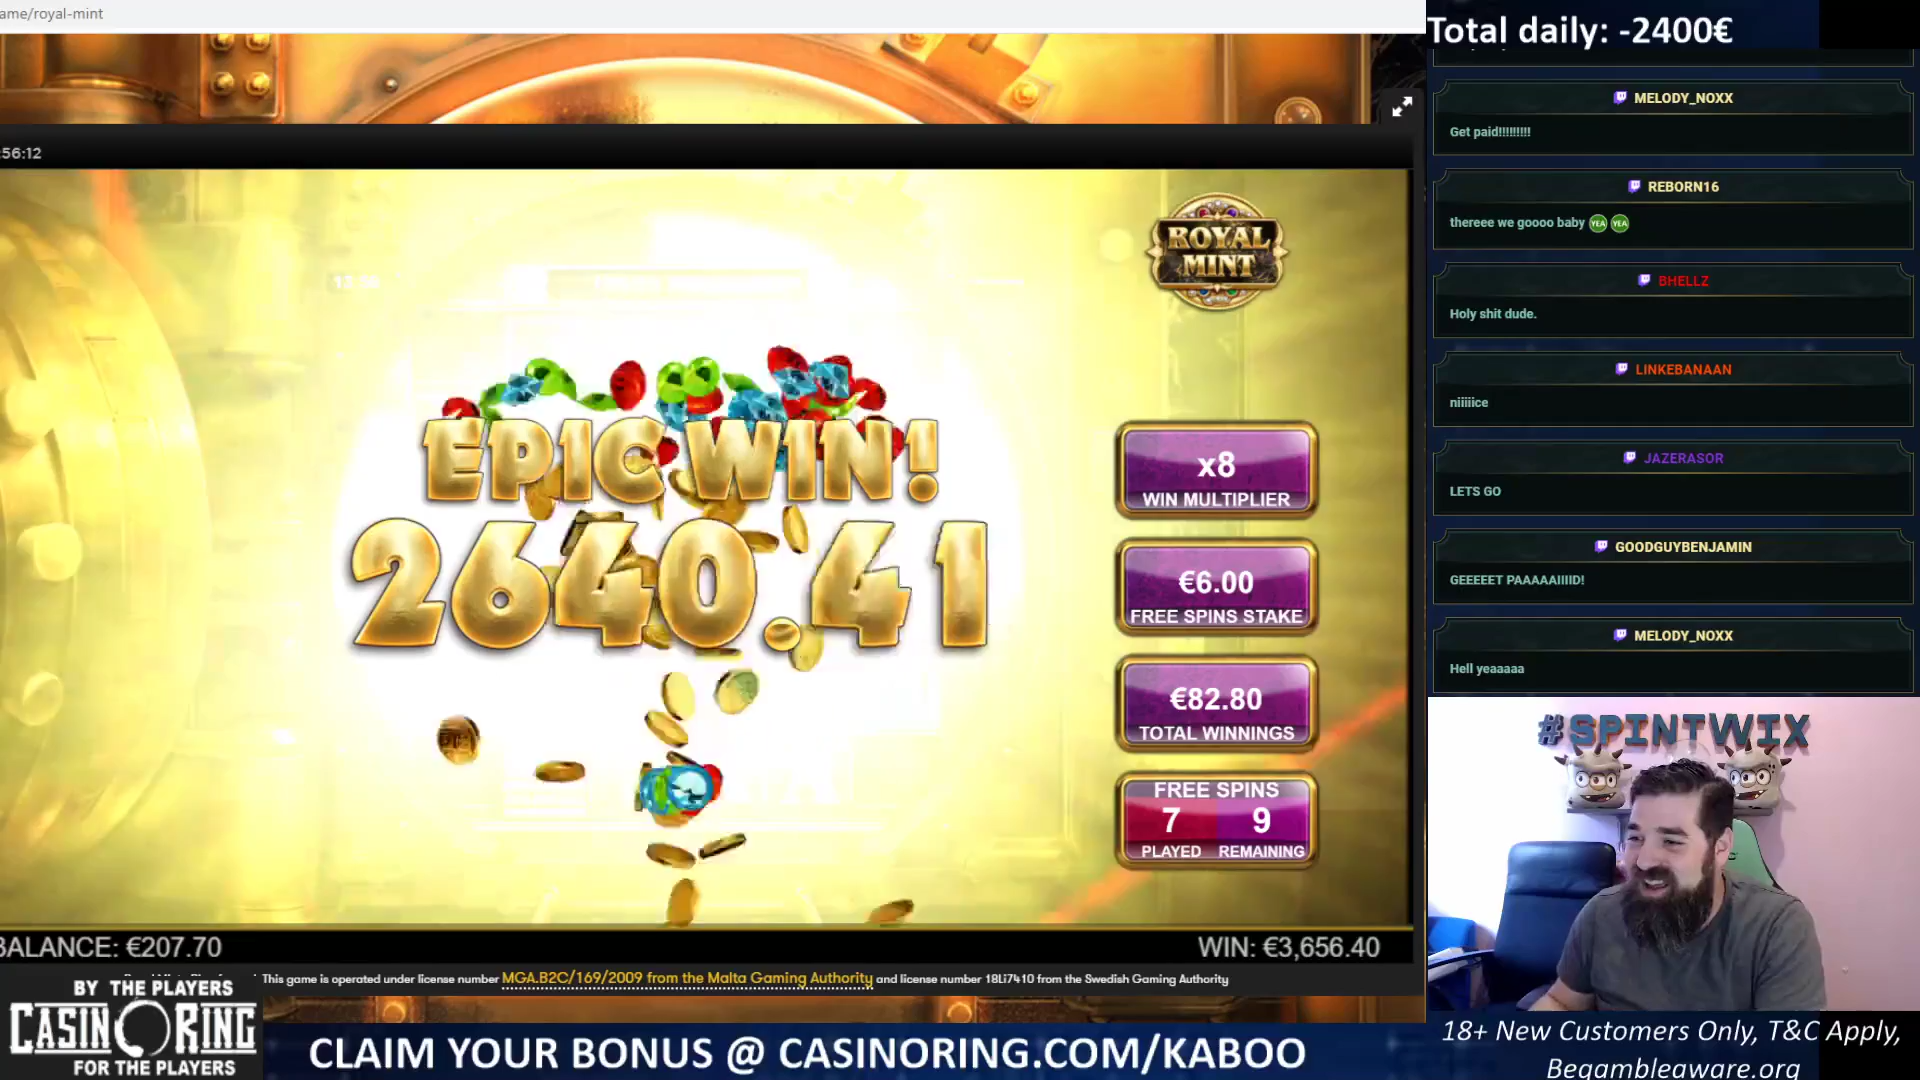 ame/royal-mint
:56:12
ROYAL
MINT
EPIC WIN!
2640.41
x8
WIN MULTIPLIER
€6.00
FREE SPINS STAKE
€82.80
TOTAL WINNINGS
FREE SPINS
7 9
PLAYED REMAINING
BALANCE: €207.70
WIN: €3,656.40
This game is operated under license number MGA.B2C/169/2009 from the Malta Gaming Authority and license number 18Li7410 from the Swedish Gaming Authority
BY THE PLAYERS
CASINORING
FOR THE PLAYERS
CLAIM YOUR BONUS @ CASINORING.COM/KABOO
Total daily: -2400€
MELODY_NOXX
Get paid!!!!!!!!!
REBORN16
thereee we goooo baby YEA YEA
BHELLZ
Holy shit dude.
LINKEBANAAN
niiiiice
JAZERASOR
LETS GO
GOODGUYBENJAMIN
GEEEEET PAAAAAIIIID!
MELODY_NOXX
Hell yeaaaaa
#SPINTWIX
18+ New Customers Only, T&C Apply,
Begambleaware.org